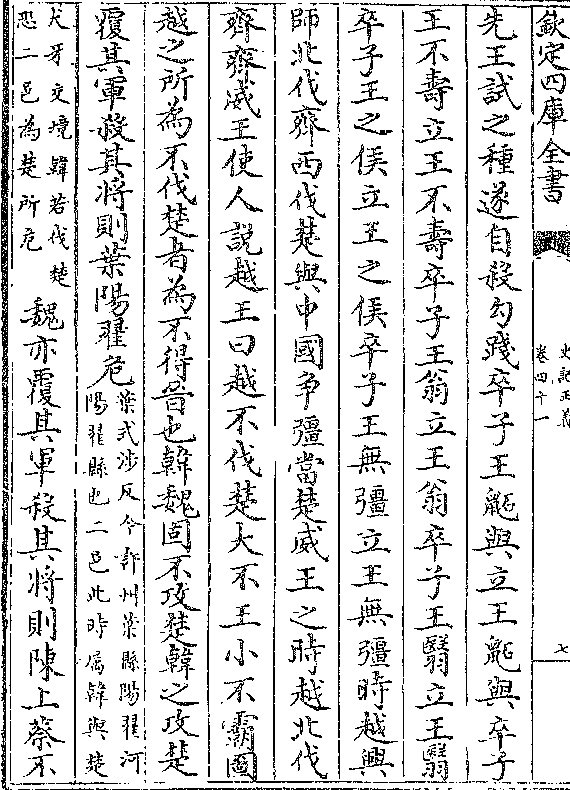 欽定四庫全書
史記正義
卷四十一
七
先王試之種遂自殺勾踐卒子王鼫與立王鼫與卒子
王不壽立王不壽卒子王翁立王翁卒子王翳立王翳
卒子王之侯立王之侯卒子王無彊立王無彊時越興
師北伐齊西伐楚與中國争彊當楚威王之時越北伐
齊齊威王使人說越王曰越不伐楚大不王小不霸圖
越之所為不伐楚者為不得晉也韓魏固不攻楚韓之攻楚
覆其軍殺其將則葉陽翟危
葉式涉反今許州葉縣陽翟河
陽翟縣也二邑此時屬韓與楚
犬牙交境韓若伐楚
恐二邑為楚所危
魏亦覆其軍殺其將則陳上蔡不